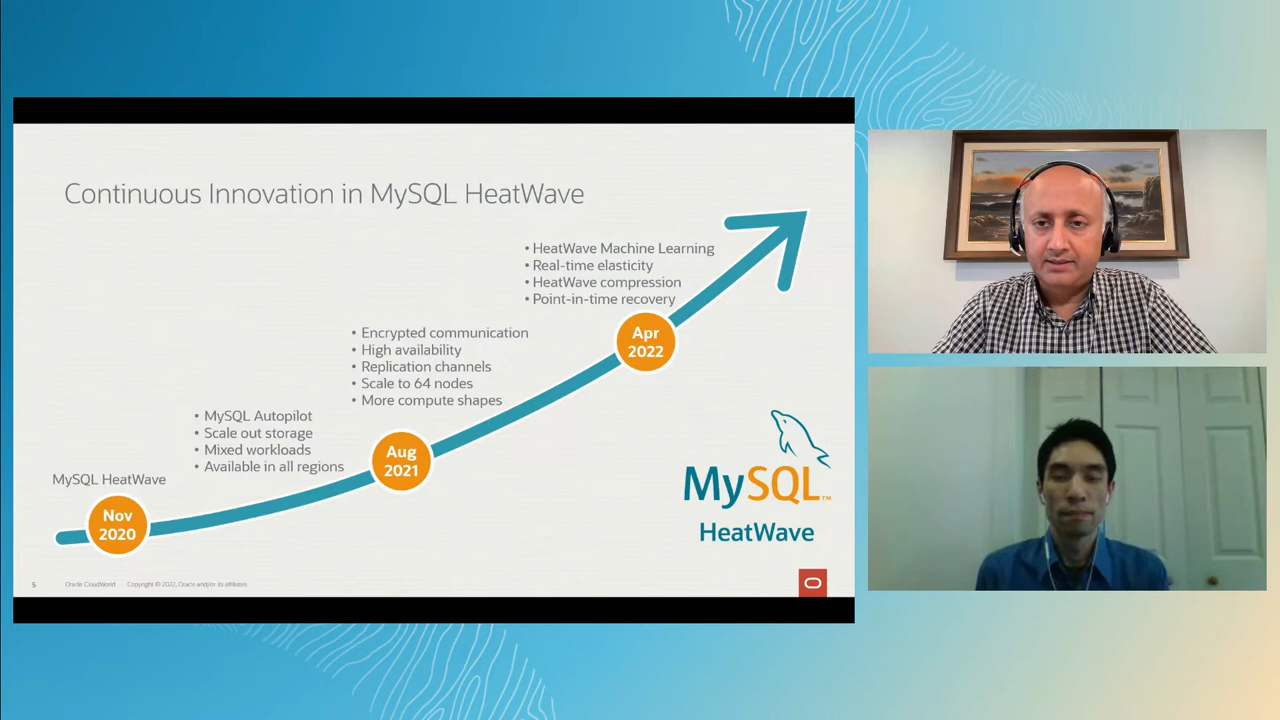 Continuous Innovation in MySQL HeatWave
• HeatWave Machine Learning
• Real-time elasticity
• HeatWave compression
• Point-in-time recovery
Apr
2022
• Encrypted communication
• High availability
• Replication channels
• Scale to 64 nodes
• More compute shapes
Aug
2021
• MySQL Autopilot
• Scale out storage
• Mixed workloads
• Available in all regions
MySQL HeatWave
Nov
2020
MySQL™
HeatWave
5 Oracle CloudWorld Copyright © 2022, Oracle and/or its affiliates